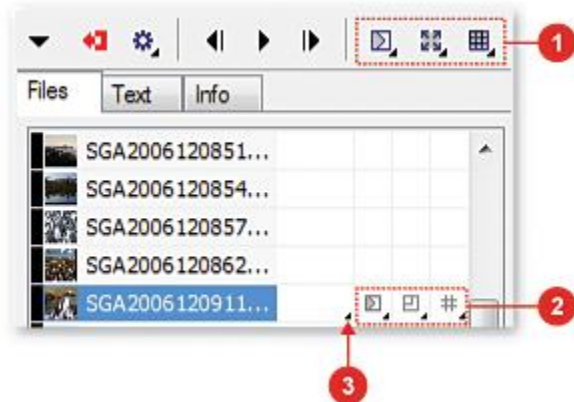 1
Files Text Info
SGA2006120851...
SGA2006120854...
SGA2006120857...
SGA2006120862...
SGA2006120911...
2
3